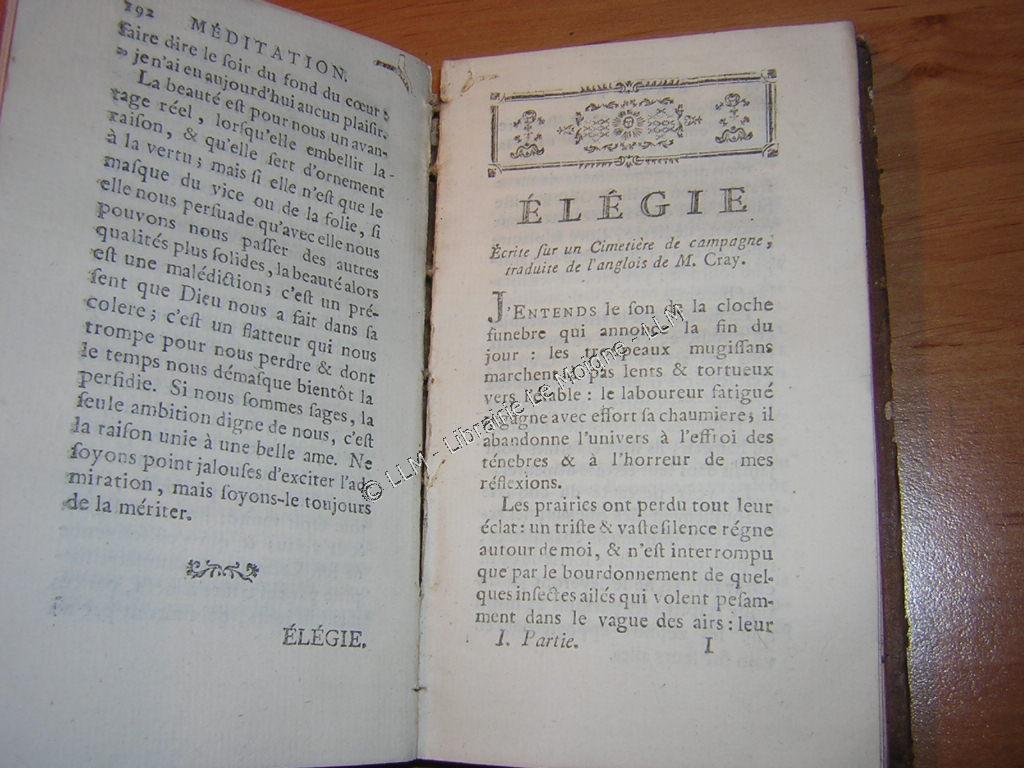 192 MÉDITATION.
faire dire le ſoir du fond du cœur :
» je n'ai eu aujourd'hui aucun plaiſir.
La beauté eſt pour nous un avan-
tage réel, lorſqu'elle embellit la
raiſon, & qu'elle ſert d'ornement
à la vertu ; mais ſi elle n'eſt que le
maſque du vice ou de la folie, ſi
elle nous perſuade qu'avec elle nous
pouvons nous paſſer des autres
qualités plus ſolides, la beauté alors
eſt une malédiction ; c'eſt un pré-
ſent que Dieu nous a fait dans ſa
colere ; c'eſt un flatteur qui nous
trompe pour nous perdre & dont
le temps nous démaſque bientôt la
perfidie. Si nous ſommes ſages, la
ſeule ambition digne de nous, c'eſt
la raiſon unie à une belle ame. Ne
ſoyons point jalouſes d'exciter l'ad-
miration, mais ſoyons-le toujours
de la mériter.
ÉLÉGIE.
ÉLÉGIE
Écrite ſur un Cimetière de campagne,
traduite de l'anglois de M. Cray.
J'ENTENDS le ſon de la cloche
funebre qui annonce la fin du
jour : les troupeaux mugiſſans
marchent à pas lents & tortueux
vers l'étable : le laboureur fatigué
regagne avec effort ſa chaumiere ; il
abandonne l'univers à l'effroi des
ténebres & à l'horreur de mes
réflexions.
Les prairies ont perdu tout leur
éclat : un triſte & vaſte ſilence régne
autour de moi, & n'eſt interrompu
que par le bourdonnement de quel-
ques inſectes ailés qui volent peſam-
ment dans le vague des airs : leur
I. Partie. I
© LLM - Librairie Le Moigne - LLM